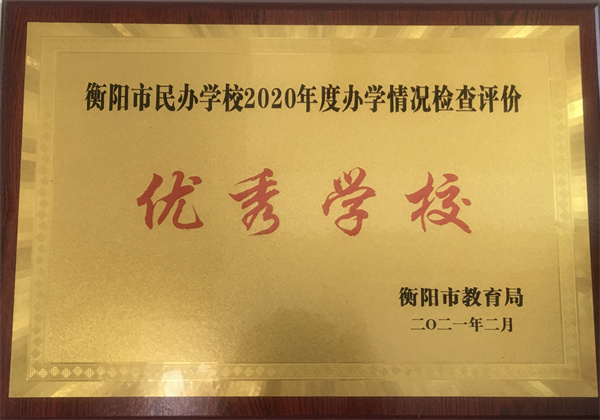 衡阳市民办学校2020年度办学情况检查评价
优秀学校
衡阳市教育局
二〇二一年二月